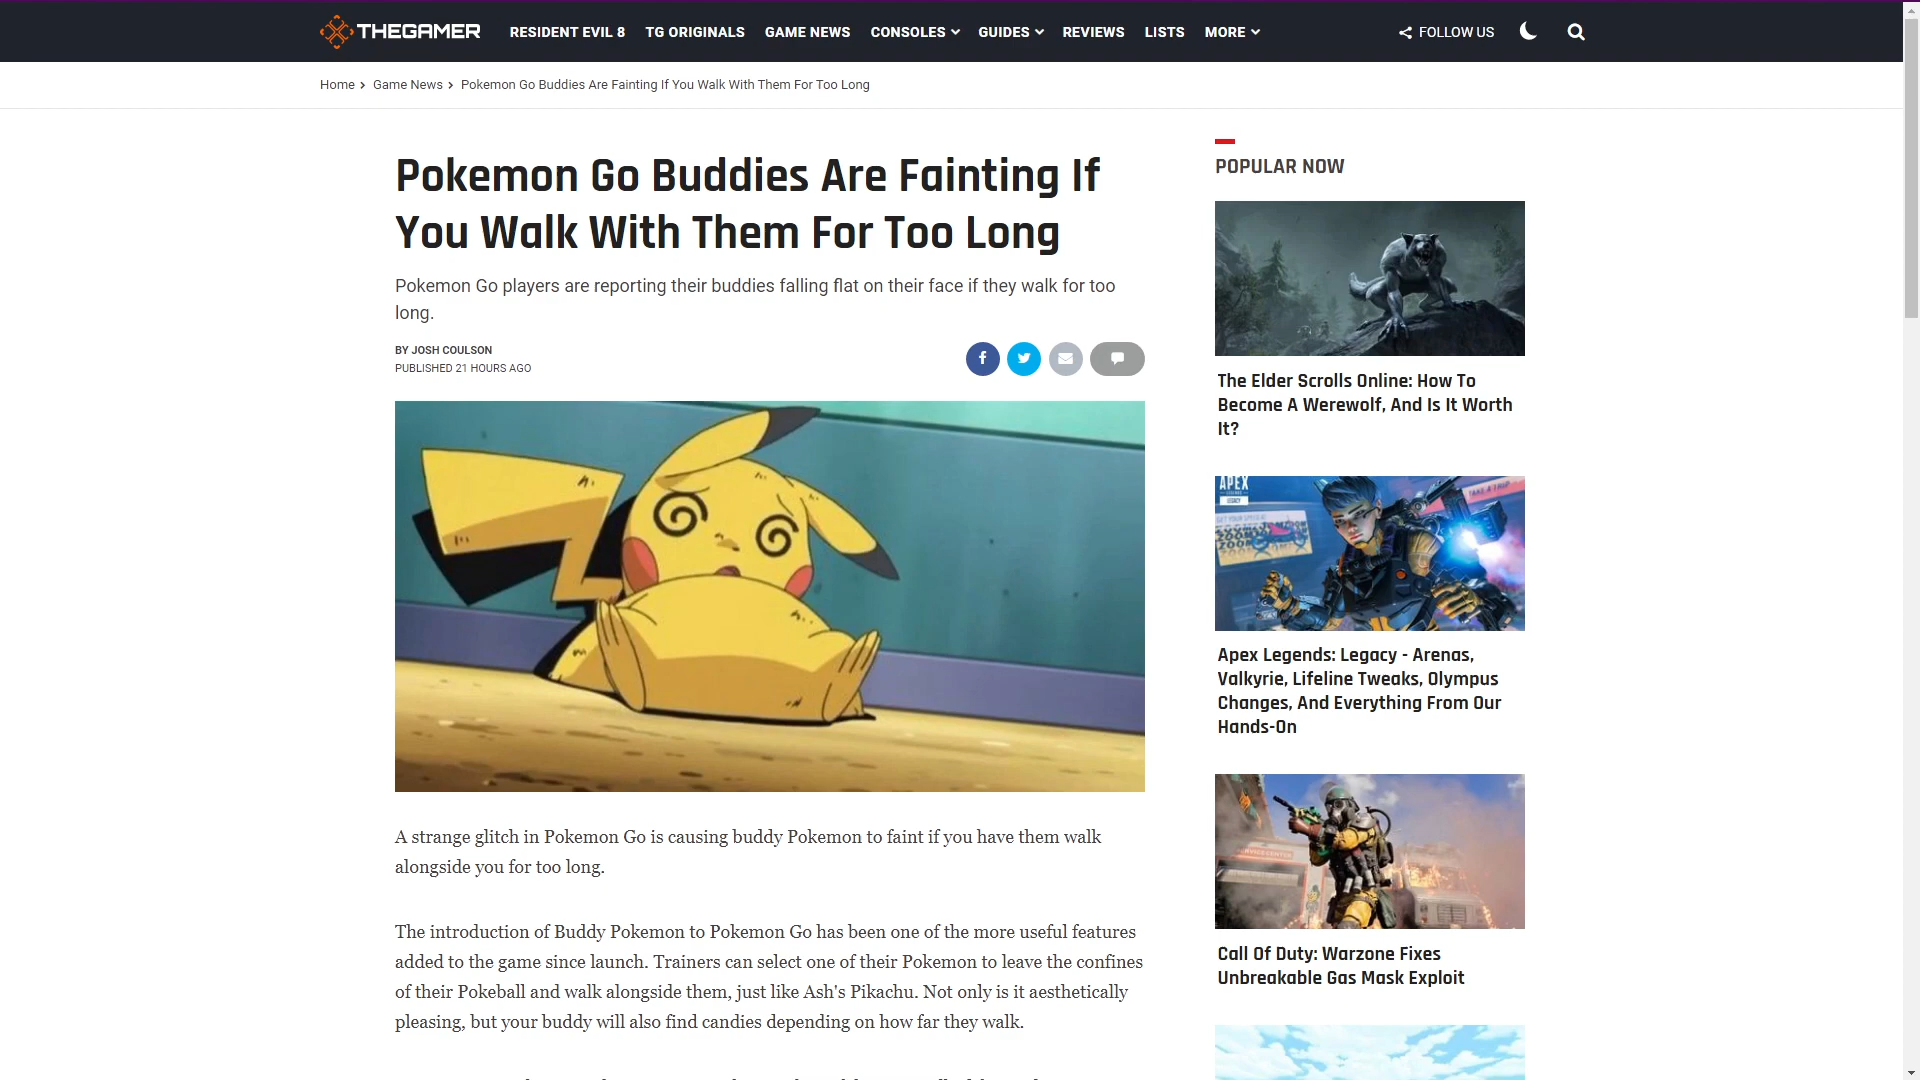 THEGAMER
RESIDENT EVIL 8
TG ORIGINALS
GAME NEWS
CONSOLES
GUIDES
REVIEWS
LISTS
MORE
FOLLOW US
Home
Game News
Pokemon Go Buddies Are Fainting If You Walk With Them For Too Long
Pokemon Go Buddies Are Fainting If
You Walk With Them For Too Long
Pokemon Go players are reporting their buddies falling flat on their face if they walk for too
long.
BY JOSH COULSON
PUBLISHED 21 HOURS AGO
A strange glitch in Pokemon Go is causing buddy Pokemon to faint if you have them walk
alongside you for too long.
The introduction of Buddy Pokemon to Pokemon Go has been one of the more useful features
added to the game since launch. Trainers can select one of their Pokemon to leave the confines
of their Pokeball and walk alongside them, just like Ash's Pikachu. Not only is it aesthetically
pleasing, but your buddy will also find candies depending on how far they walk.
POPULAR NOW
The Elder Scrolls Online: How To
Become A Werewolf, And Is It Worth
It?
APEX
LEGENDS
LEGACY
TAKE A TRIP
Apex Legends: Legacy - Arenas,
Valkyrie, Lifeline Tweaks, Olympus
Changes, And Everything From Our
Hands-On
SERVICE CENTER
Call Of Duty: Warzone Fixes
Unbreakable Gas Mask Exploit